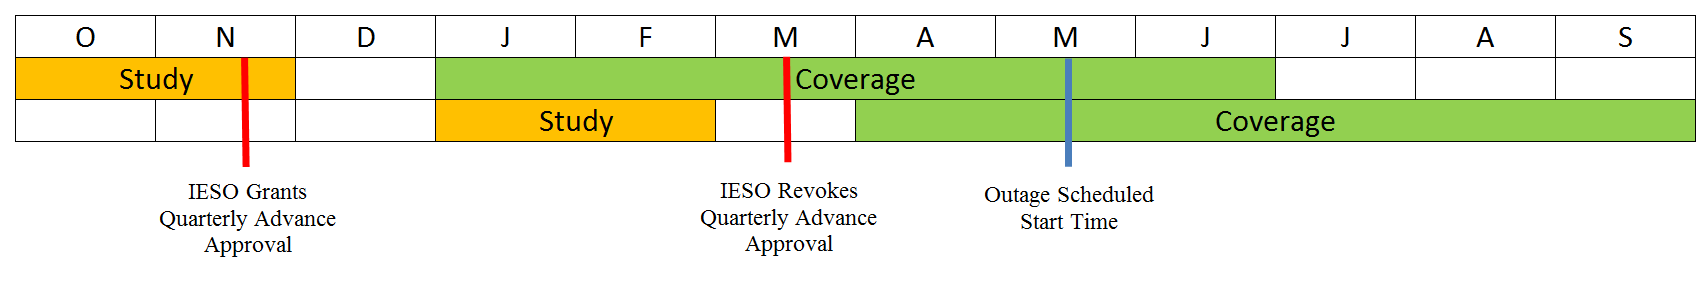 O N D J F M A M J J A S
Study Coverage
Study Coverage
IESO Grants
Quarterly Advance
Approval
IESO Revokes
Quarterly Advance
Approval
Outage Scheduled
Start Time